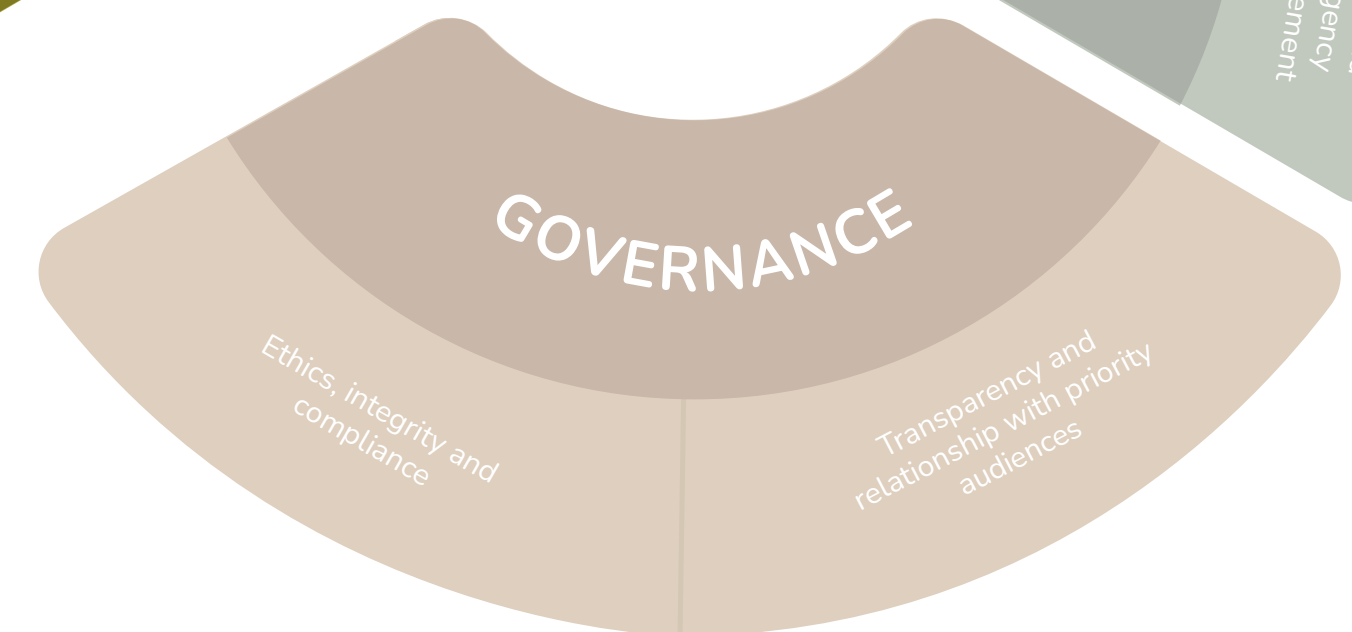 GOVERNANCE
Ethics, integrity and
compliance
Transparency and
relationship with priority
audiences